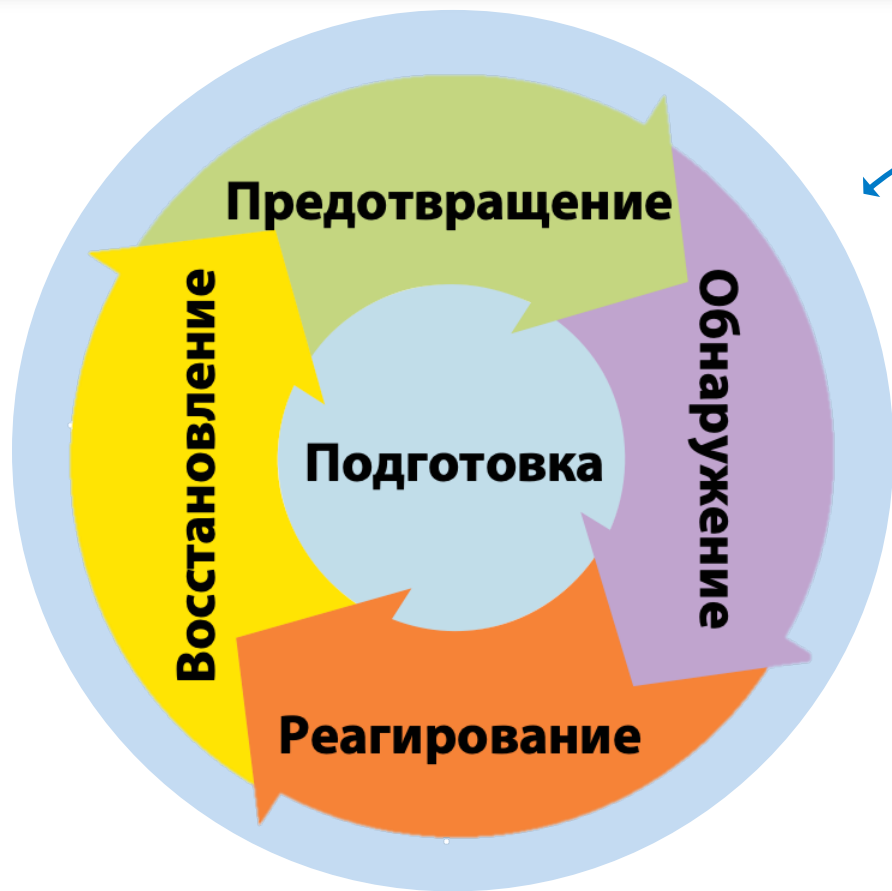 Предотвращение
Обнаружение
Подготовка
Восстановление
Реагирование